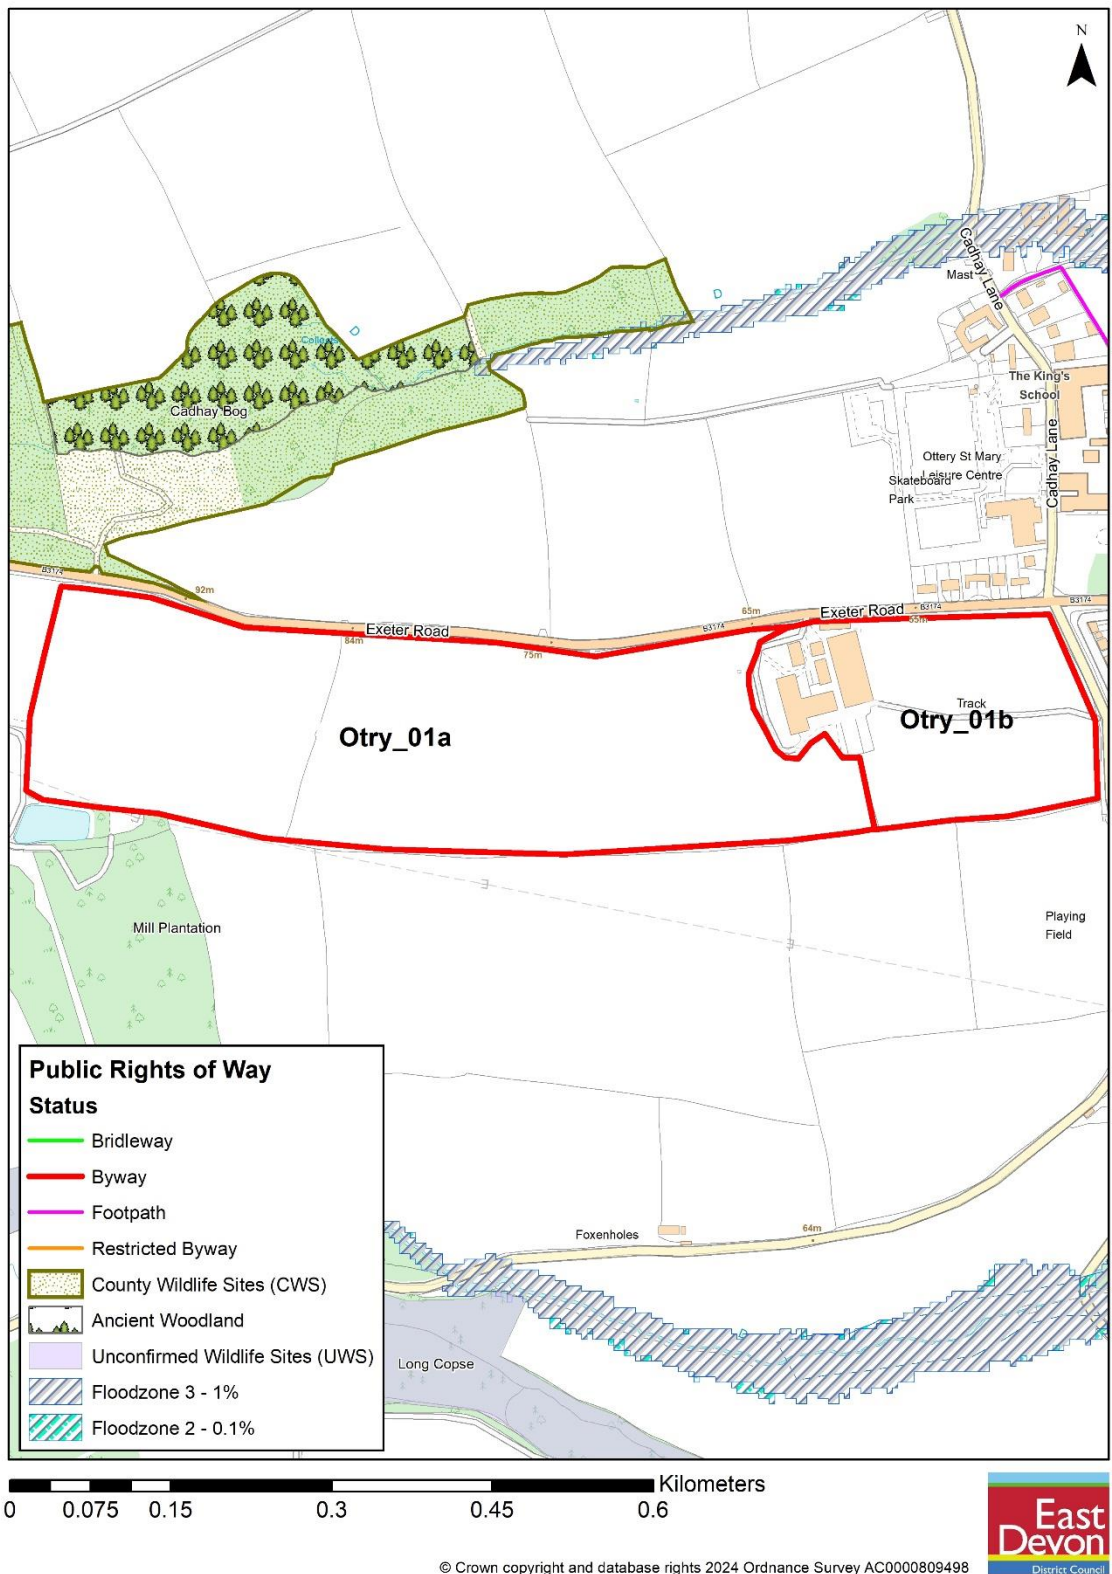 N
Cadhay Lane
Mast
D
D
Collects
Cadhay Bog
The King's
School
Cadhay Lane
Ottery St Mary
Leisure Centre
Skateboard
Park
B3174
92m
Exeter Road
84m
75m
B3174
65m
Exeter Road
B3174
55m
B3174
Otry_01a
Track
Otry_01b
Mill Plantation
Playing
Field
Foxenholes
64m
Long Copse
Public Rights of Way
Status
Bridleway
Byway
Footpath
Restricted Byway
County Wildlife Sites (CWS)
Ancient Woodland
Unconfirmed Wildlife Sites (UWS)
Floodzone 3 - 1%
Floodzone 2 - 0.1%
Kilometers
0 0.075 0.15 0.3 0.45 0.6
East
Devon
District Council
© Crown copyright and database rights 2024 Ordnance Survey AC0000809498